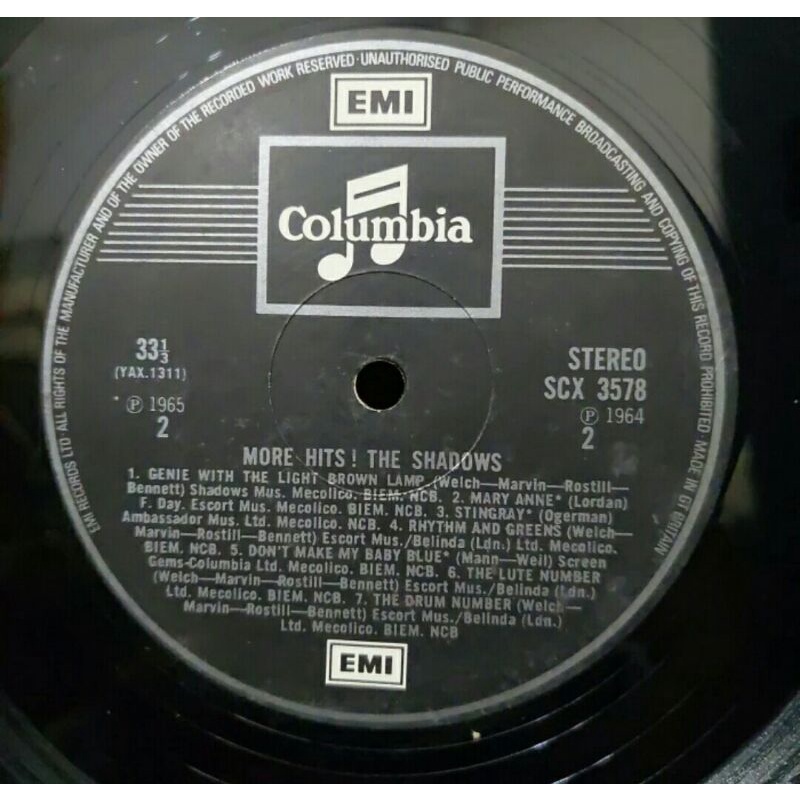 EMI RECORDS LTD·ALL RIGHTS OF THE MANUFACTURER AND OF THE OWNER OF THE RECORDED WORK RESERVED·UNAUTHORISED PUBLIC PERFORMANCE BROADCASTING AND COPYING OF THIS RECORD PROHIBITED·MADE IN GT BRITAIN
EMI
Columbia
33⅓
(YAX.1311)
℗ 1965
2
STEREO
SCX 3578
℗ 1964
2
MORE HITS! THE SHADOWS
1. GENIE WITH THE LIGHT BROWN LAMP (Welch—Marvin—Rostill—
Bennett) Shadows Mus. Mecolico. BIEM. NCB. 2. MARY ANNE* (Lordan)
F. Day. Escort Mus. Mecolico. BIEM. NCB. 3. STINGRAY* (Ogerman)
Ambassador Mus. Ltd. Mecolico. NCB. 4. RHYTHM AND GREENS (Welch—
Marvin—Rostill—Bennett) Escort Mus./Belinda (Ldn.) Ltd. Mecolico.
BIEM. NCB. 5. DON'T MAKE MY BABY BLUE* (Mann—Weil) Screen
Gems-Columbia Ltd. Mecolico. BIEM. NCB. 6. THE LUTE NUMBER
(Welch—Marvin—Rostill—Bennett) Escort Mus./Belinda (Ldn.)
Ltd. Mecolico. BIEM. NCB. 7. THE DRUM NUMBER (Welch—
Marvin—Rostill—Bennett) Escort Mus./Belinda (Ldn.)
Ltd. Mecolico. BIEM. NCB
EMI